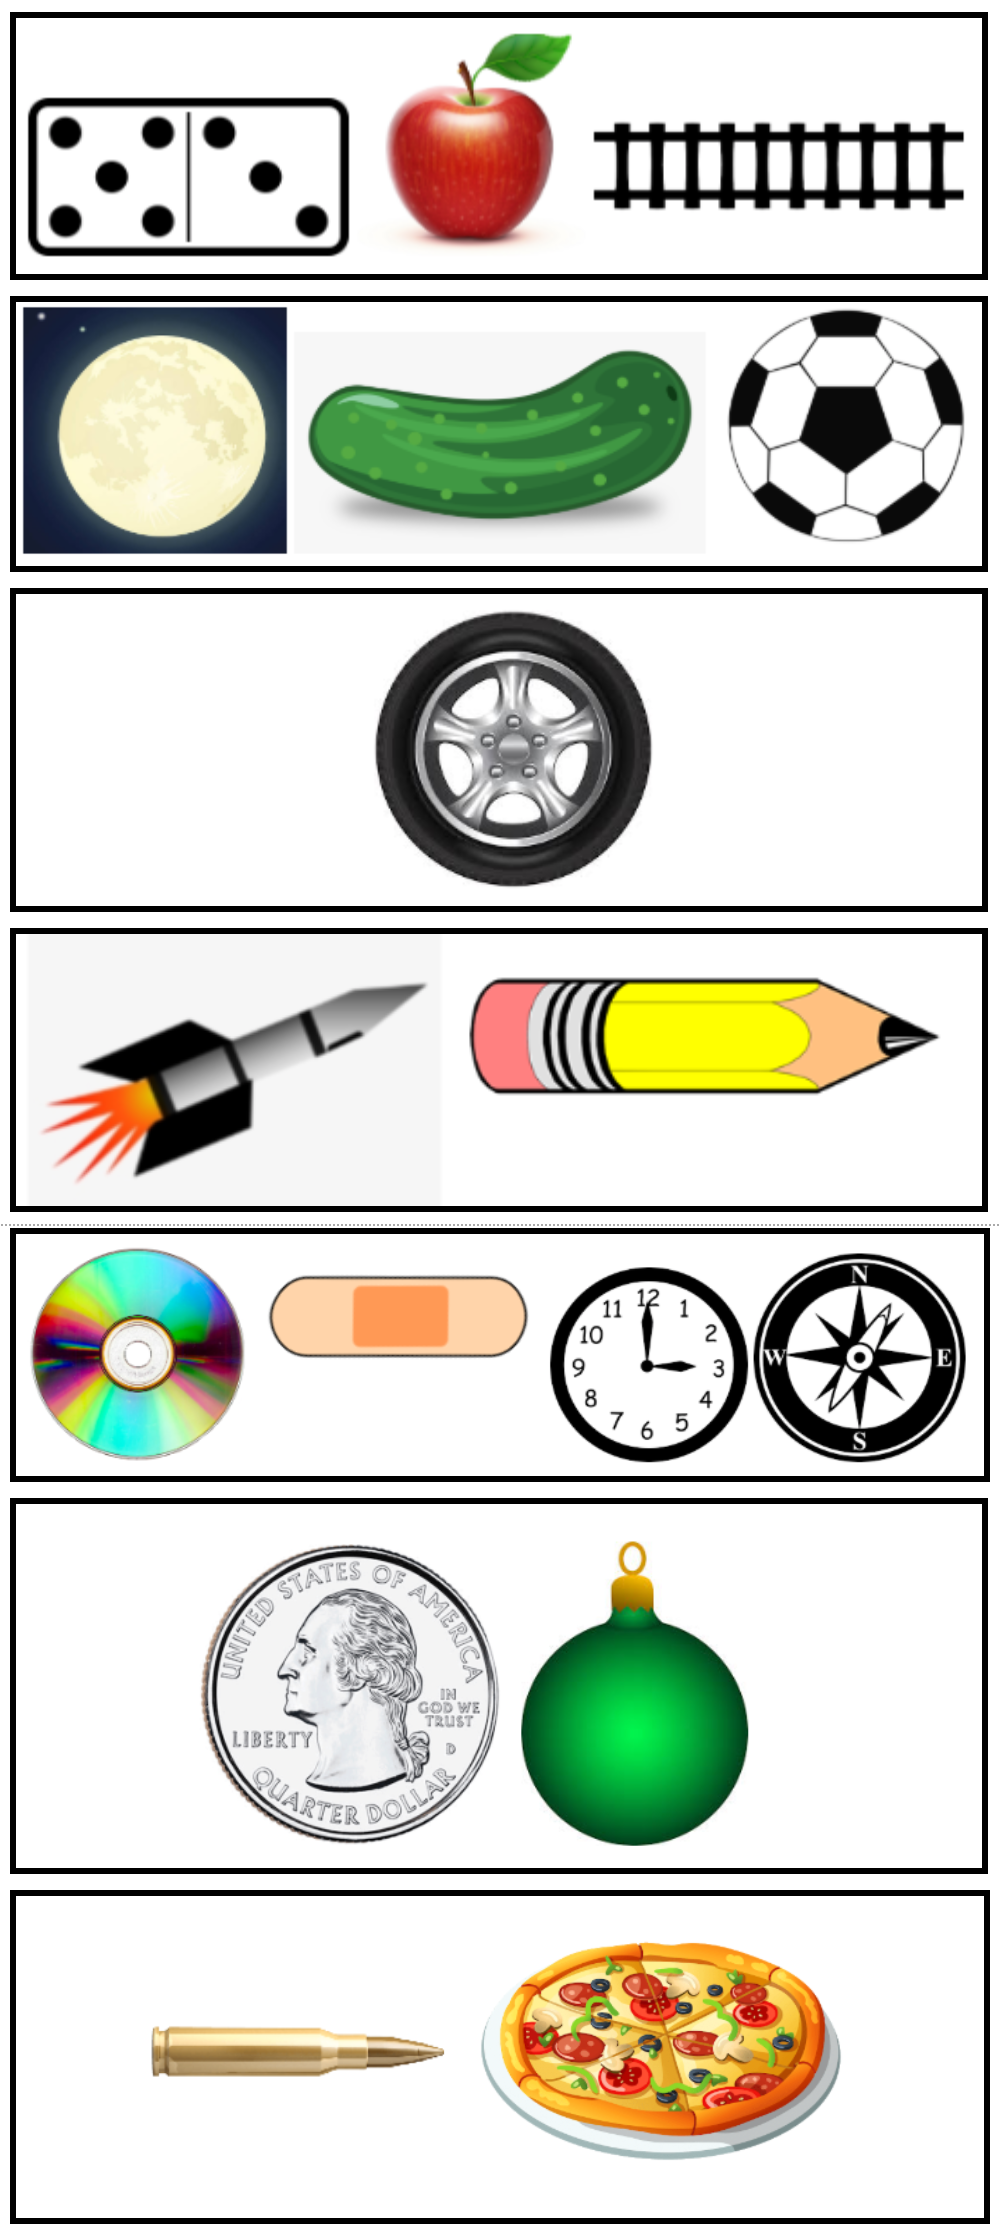 12
11 1
10 2
9 3
8 4
7 5
6
N
W E
S
UNITED STATES OF AMERICA
IN
GOD WE
TRUST
LIBERTY
D
QUARTER DOLLAR